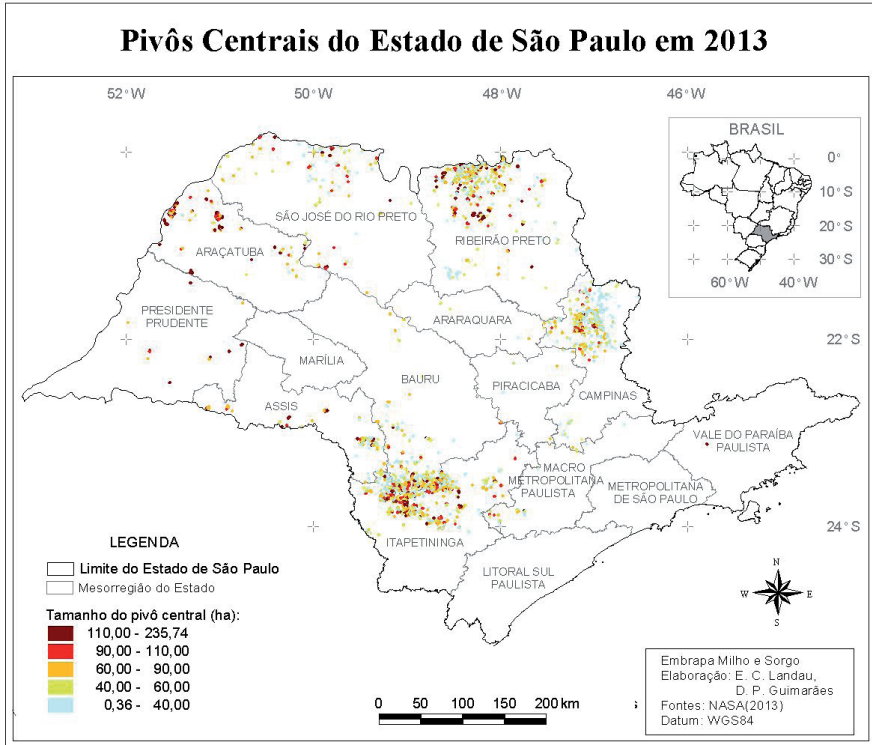 Pivôs Centrais do Estado de São Paulo em 2013
52°W
50°W
48°W
46°W
BRASIL
0°
10°S
20°S
30°S
60°W
40°W
SÃO JOSÉ DO RIO PRETO
RIBEIRÃO PRETO
ARAÇATUBA
PRESIDENTE
PRUDENTE
ARARAQUARA
22°S
MARÍLIA
BAURU
PIRACICABA
CAMPINAS
ASSIS
VALE DO PARAÍBA
PAULISTA
MACRO
METROPOLITANA
PAULISTA
METROPOLITANA
DE SÃO PAULO
24°S
ITAPETININGA
LITORAL SUL
PAULISTA
LEGENDA
Limite do Estado de São Paulo
Mesorregião do Estado
Tamanho do pivô central (ha):
110,00 - 235,74
90,00 - 110,00
60,00 - 90,00
40,00 - 60,00
0,36 - 40,00
0 50 100 150 200 km
N
W E
S
Embrapa Milho e Sorgo
Elaboração: E. C. Landau,
D. P. Guimarães
Fontes: NASA(2013)
Datum: WGS84